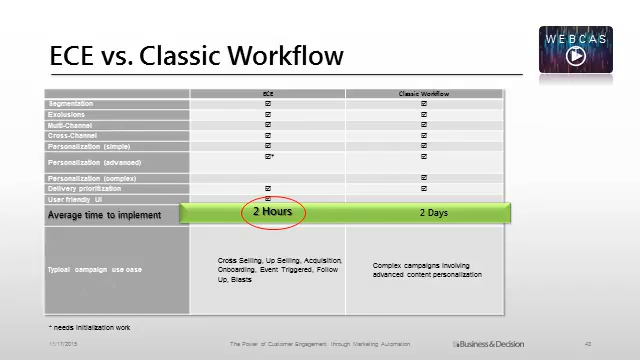 WEBCAS
ECE vs. Classic Workflow
ECE Classic Workflow
Segmentation ☑ ☑
Exclusions ☑ ☑
Multi-Channel ☑ ☑
Cross-Channel ☑ ☑
Personalization (simple) ☑ ☑
Personalization (advanced) ☑* ☑
Personalization (complex) ☑
Delivery prioritization ☑ ☑
User friendly UI ☑
Average time to implement 2 Hours 2 Days
Typical campaign use case
Cross Selling, Up Selling, Acquisition,
Onboarding, Event Triggered, Follow
Up, Blasts
Complex campaigns involving
advanced content personalization
* needs initialization work
11/17/2015 The Power of Customer Engagement through Marketing Automation Business & Decision